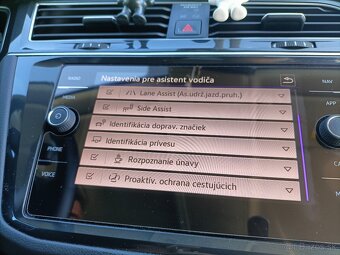 Nastavenia pre asistent vodiča
RADIO
MEDIA
PHONE
VOICE
NAV
APP
Lane Assist (As.udrž.jazd.pruh.)
Side Assist
Identifikácia doprav. značiek
Identifikácia prívesu
Rozpoznanie únavy
Proaktív. ochrana cestujúcich